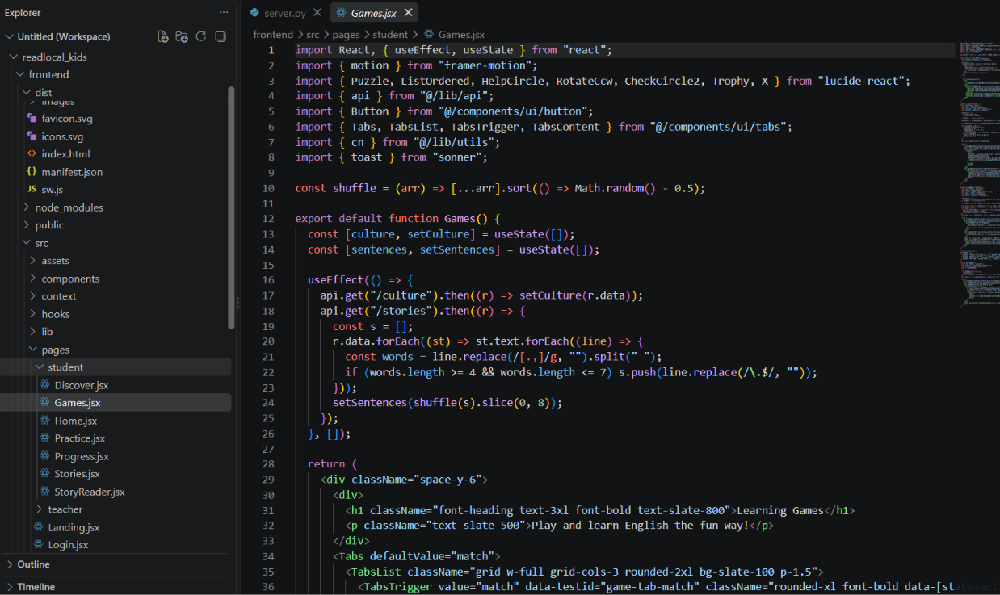 Explorer
Untitled (Workspace)
readlocal_kids
frontend
dist
images
favicon.svg
icons.svg
index.html
manifest.json
sw.js
node_modules
public
src
assets
components
context
hooks
lib
pages
student
Discover.jsx
Games.jsx
Home.jsx
Practice.jsx
Progress.jsx
Stories.jsx
StoryReader.jsx
teacher
Landing.jsx
Login.jsx
Outline
Timeline
server.py
Games.jsx
frontend > src > pages > student > Games.jsx
1 import React, { useEffect, useState } from "react";
2 import { motion } from "framer-motion";
3 import { Puzzle, ListOrdered, HelpCircle, RotateCcw, CheckCircle2, Trophy, X } from "lucide-react";
4 import { api } from "@/lib/api";
5 import { Button } from "@/components/ui/button";
6 import { Tabs, TabsList, TabsTrigger, TabsContent } from "@/components/ui/tabs";
7 import { cn } from "@/lib/utils";
8 import { toast } from "sonner";
9
10 const shuffle = (arr) => [...arr].sort(() => Math.random() - 0.5);
11
12 export default function Games() {
13   const [culture, setCulture] = useState([]);
14   const [sentences, setSentences] = useState([]);
15
16   useEffect(() => {
17     api.get("/culture").then((r) => setCulture(r.data));
18     api.get("/stories").then((r) => {
19       const s = [];
20       r.data.forEach((st) => st.text.forEach((line) => {
21         const words = line.replace(/[.,]/g, "").split(" ");
22         if (words.length >= 4 && words.length <= 7) s.push(line.replace(/\.$/, ""));
23       }));
24       setSentences(shuffle(s).slice(0, 8));
25     });
26   }, []);
27
28   return (
29     <div className="space-y-6">
30       <div>
31         <h1 className="font-heading text-3xl font-bold text-slate-800">Learning Games</h1>
32         <p className="text-slate-500">Play and learn English the fun way!</p>
33       </div>
34       <Tabs defaultValue="match">
35         <TabsList className="grid w-full grid-cols-3 rounded-2xl bg-slate-100 p-1.5">
36           <TabsTrigger value="match" data-testid="game-tab-match" className="rounded-xl font-bold data-[state=act